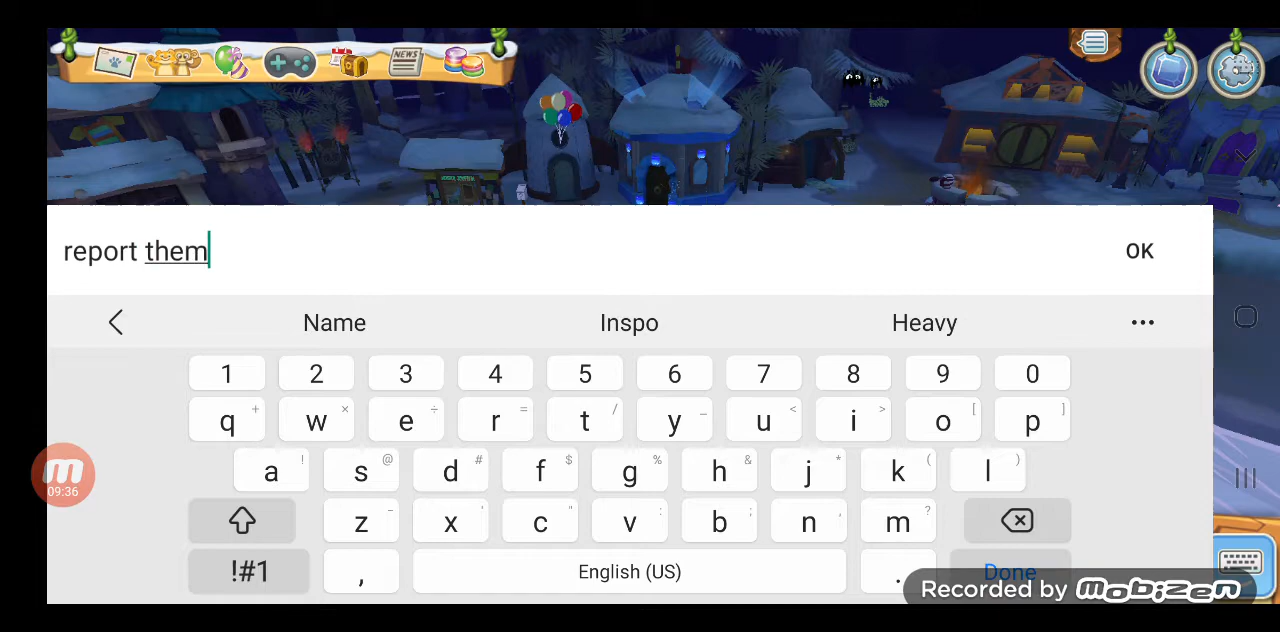 NEWS
report them
OK
Name
Inspo
Heavy
1 2 3 4 5 6 7 8 9 0
q + w × e ÷ r = t / y _ u < i > o [ p ]
a ! s @ d # f $ g % h & j * k ( l )
z - x ' c " v : b ; n , m ?
!#1 , English (US) . Done
09:36
Recorded by mobizen